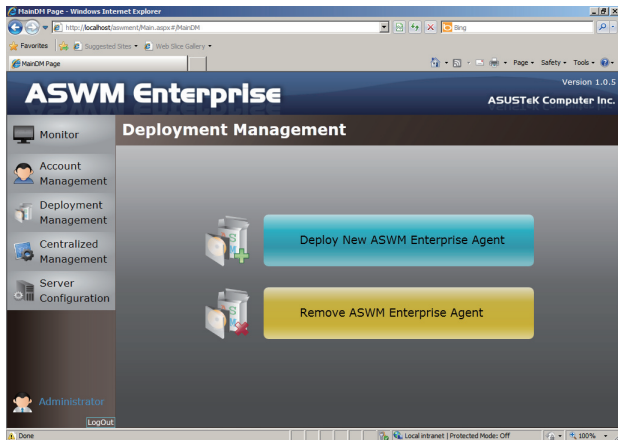 MainDM Page - Windows Internet Explorer
http://localhost/aswment/Main.aspx#/MainDM
Bing
Favorites
Suggested Sites
Web Slice Gallery
MainDM Page
Page
Safety
Tools
Version 1.0.5
ASWM Enterprise
ASUSTeK Computer Inc.
Monitor
Deployment Management
Account
Management
Deployment
Management
Centralized
Management
Server
Configuration
Deploy New ASWM Enterprise Agent
Remove ASWM Enterprise Agent
Administrator
LogOut
Done
Local intranet | Protected Mode: Off
100%